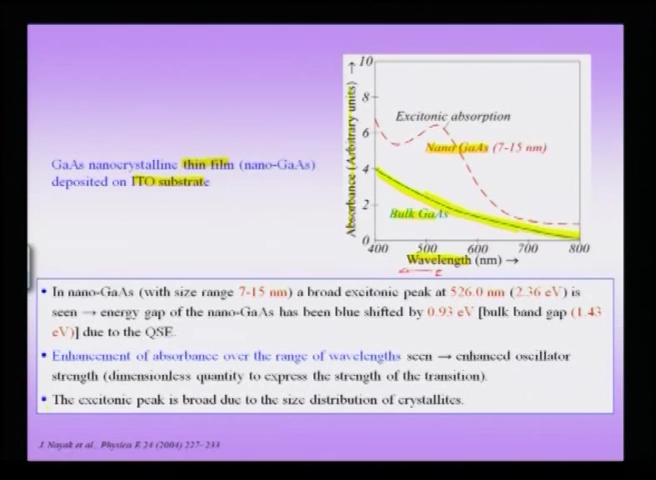 GaAs nanocrystalline thin film (nano-GaAs)
deposited on ITO substrate
Absorbance (Arbitrary units) →
10
8
6
4
2
0
Excitonic absorption
Nano GaAs (7-15 nm)
Bulk GaAs
400 500 600 700 800
Wavelength (nm) →
E
• In nano-GaAs (with size range 7-15 nm) a broad excitonic peak at 526.0 nm (2.36 eV) is
seen → energy gap of the nano-GaAs has been blue shifted by 0.93 eV [bulk band gap (1.43
eV)] due to the QSE.
• Enhancement of absorbance over the range of wavelengths seen → enhanced oscillator
strength (dimensionless quantity to express the strength of the transition).
• The excitonic peak is broad due to the size distribution of crystallites.
J. Nayak et al., Physica E 24 (2004) 227-233